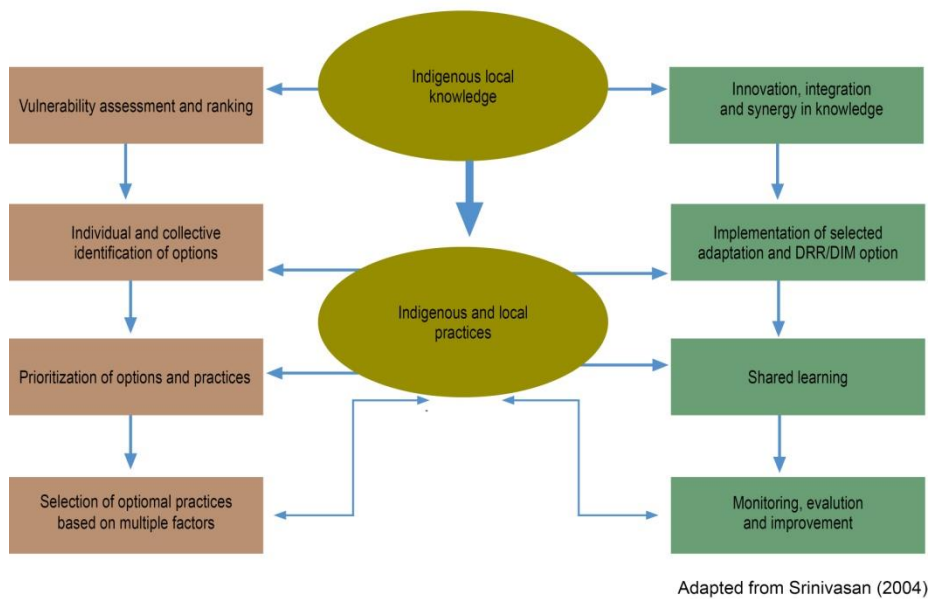 Indigenous local
knowledge
Vulnerability assessment and ranking
Innovation, integration
and synergy in knowledge
Individual and collective
identification of options
Implementation of selected
adaptation and DRR/DIM option
Indigenous and local
practices
Prioritization of options and practices
Shared learning
Selection of optiomal practices
based on multiple factors
Monitoring, evalution
and improvement
Adapted from Srinivasan (2004)